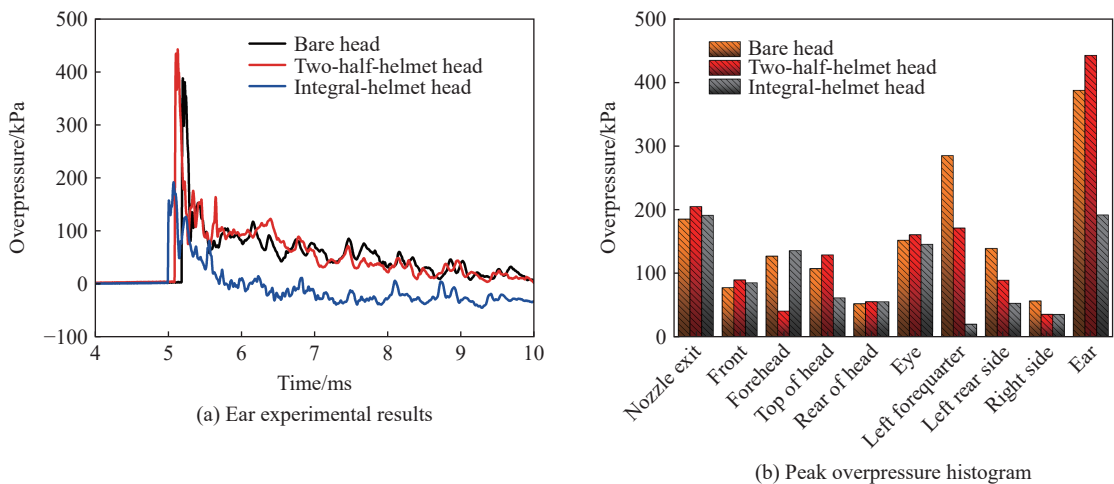 500
400
300
200
100
0
−100
Overpressure/kPa
Bare head
Two-half-helmet head
Integral-helmet head
4
5
6
7
8
9
10
Time/ms
(a) Ear experimental results
500
400
300
200
100
0
Overpressure/kPa
Bare head
Two-half-helmet head
Integral-helmet head
Nozzle exit
Front
Forehead
Top of head
Rear of head
Eye
Left forequarter
Left rear side
Right side
Ear
(b) Peak overpressure histogram